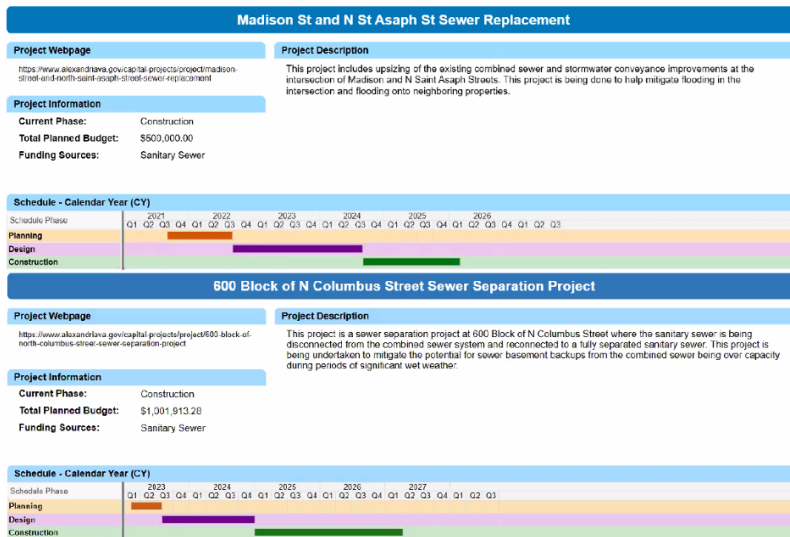 Madison St and N St Asaph St Sewer Replacement
Project Webpage
https://www.alexandriava.gov/capital-projects/project/madison-
street-and-north-saint-asaph-street-sewer-replacement
Project Description
This project includes upsizing of the existing combined sewer and stormwater conveyance improvements at the
intersection of Madison and N Saint Asaph Streets. This project is being done to help mitigate flooding in the
intersection and flooding onto neighboring properties.
Project Information
Current Phase: Construction
Total Planned Budget: $500,000.00
Funding Sources: Sanitary Sewer
Schedule - Calendar Year (CY)
Schedule Phase
2021 2022 2023 2024 2025 2026
Q1 Q2 Q3 Q4 Q1 Q2 Q3 Q4 Q1 Q2 Q3 Q4 Q1 Q2 Q3 Q4 Q1 Q2 Q3 Q4 Q1 Q2 Q3 Q4 Q1 Q2 Q3
Planning
Design
Construction
600 Block of N Columbus Street Sewer Separation Project
Project Webpage
https://www.alexandriava.gov/capital-projects/project/600-block-of-
north-columbus-street-sewer-separation-project
Project Description
This project is a sewer separation project at 600 Block of N Columbus Street where the sanitary sewer is being
disconnected from the combined sewer system and reconnected to a fully separated sanitary sewer. This project is
being undertaken to mitigate the potential for sewer basement backups from the combined sewer being over capacity
during periods of significant wet weather.
Project Information
Current Phase: Construction
Total Planned Budget: $1,001,913.28
Funding Sources: Sanitary Sewer
Schedule - Calendar Year (CY)
Schedule Phase
2023 2024 2025 2026 2027
Q1 Q2 Q3 Q4 Q1 Q2 Q3 Q4 Q1 Q2 Q3 Q4 Q1 Q2 Q3 Q4 Q1 Q2 Q3 Q4 Q1 Q2 Q3
Planning
Design
Construction